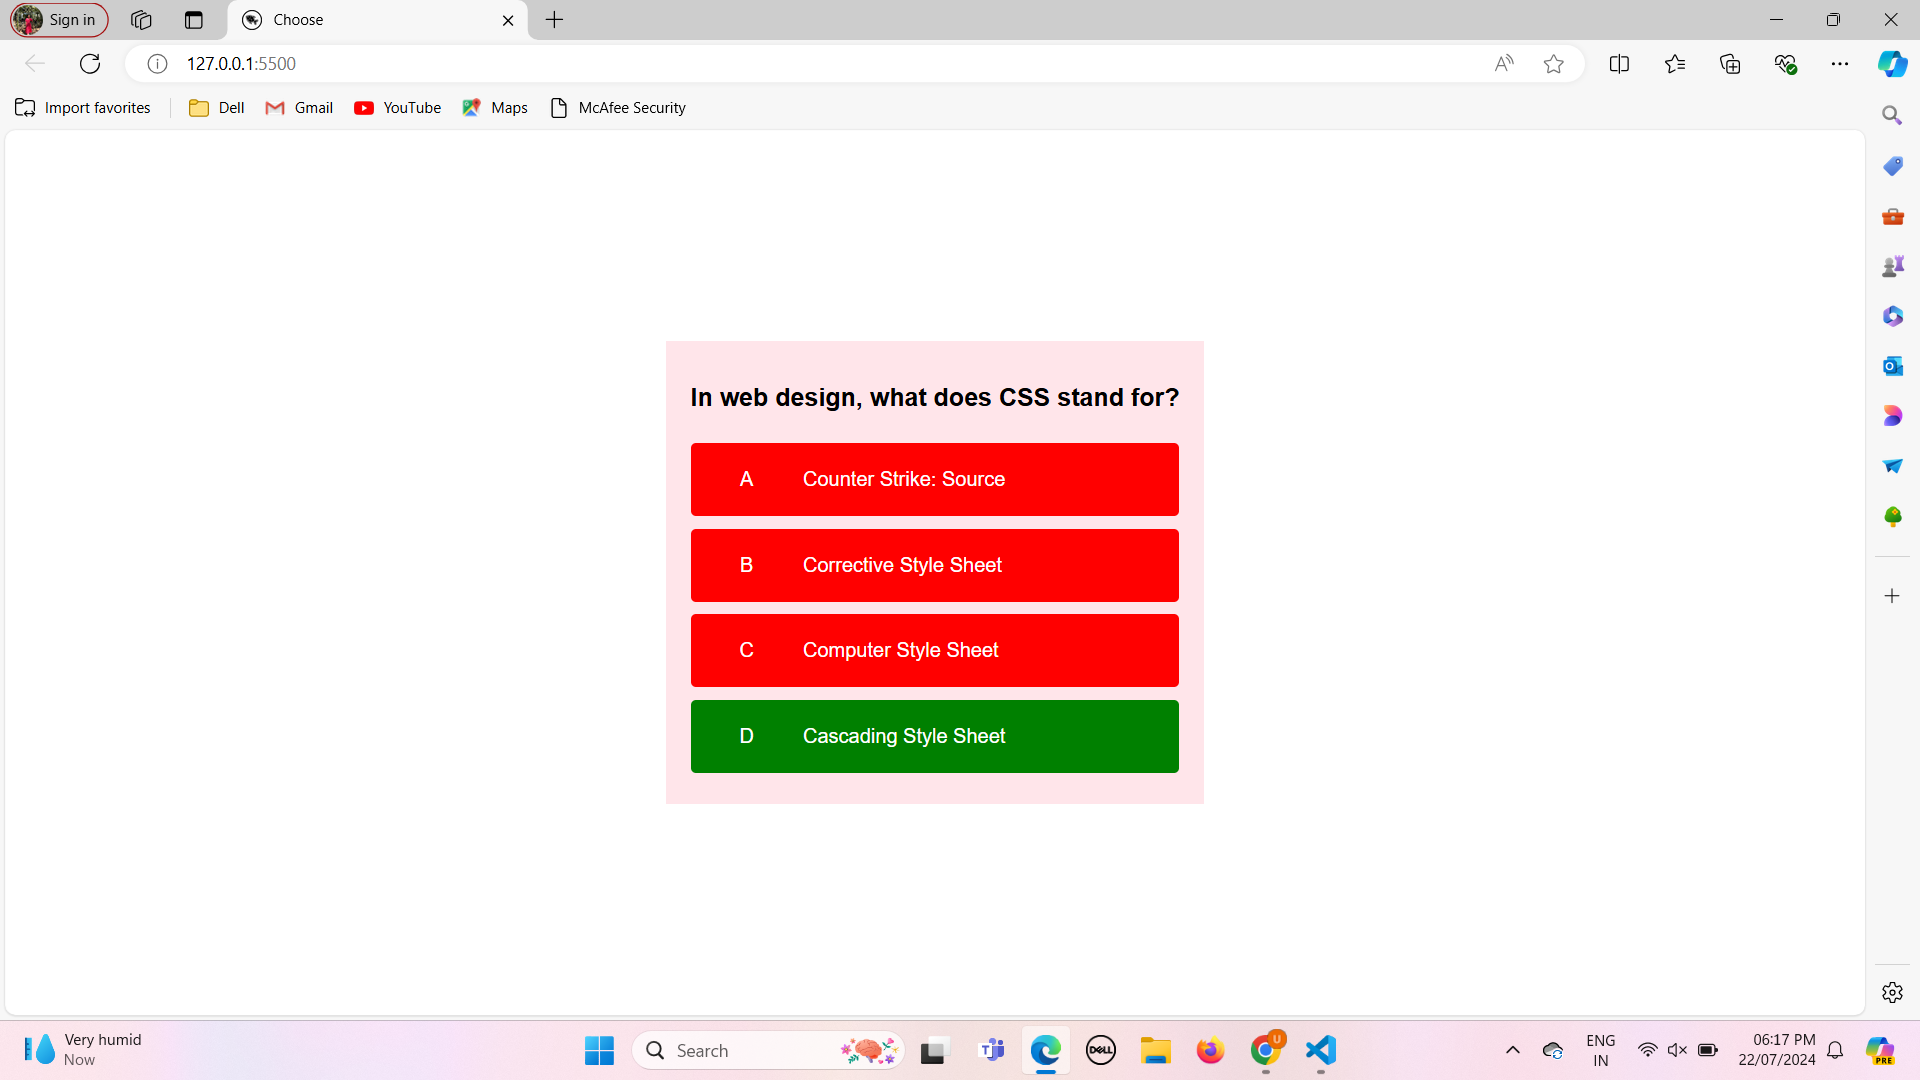 Sign in
Choose
127.0.0.1:5500
Import favorites
Dell
Gmail
YouTube
Maps
McAfee Security
In web design, what does CSS stand for?
A Counter Strike: Source
B Corrective Style Sheet
C Computer Style Sheet
D Cascading Style Sheet
Very humid
Now
Search
DELL
U
ENG
IN
06:17 PM
22/07/2024
PRE